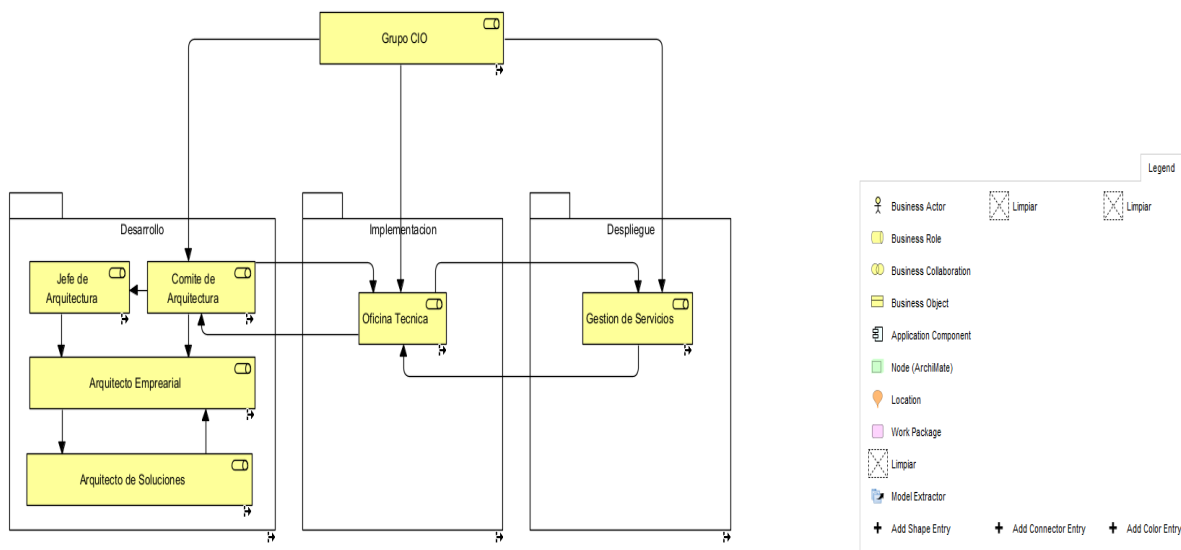 Grupo CIO
Desarrollo
Implementacion
Despliegue
Jefe de
Arquitectura
Comite de
Arquitectura
Oficina Tecnica
Gestion de Servicios
Arquitecto Emprearial
Arquitecto de Soluciones
Legend
Business Actor
Limpiar
Limpiar
Business Role
Business Collaboration
Business Object
Application Component
Node (ArchiMate)
Location
Work Package
Limpiar
Model Extractor
Add Shape Entry
Add Connector Entry
Add Color Entry